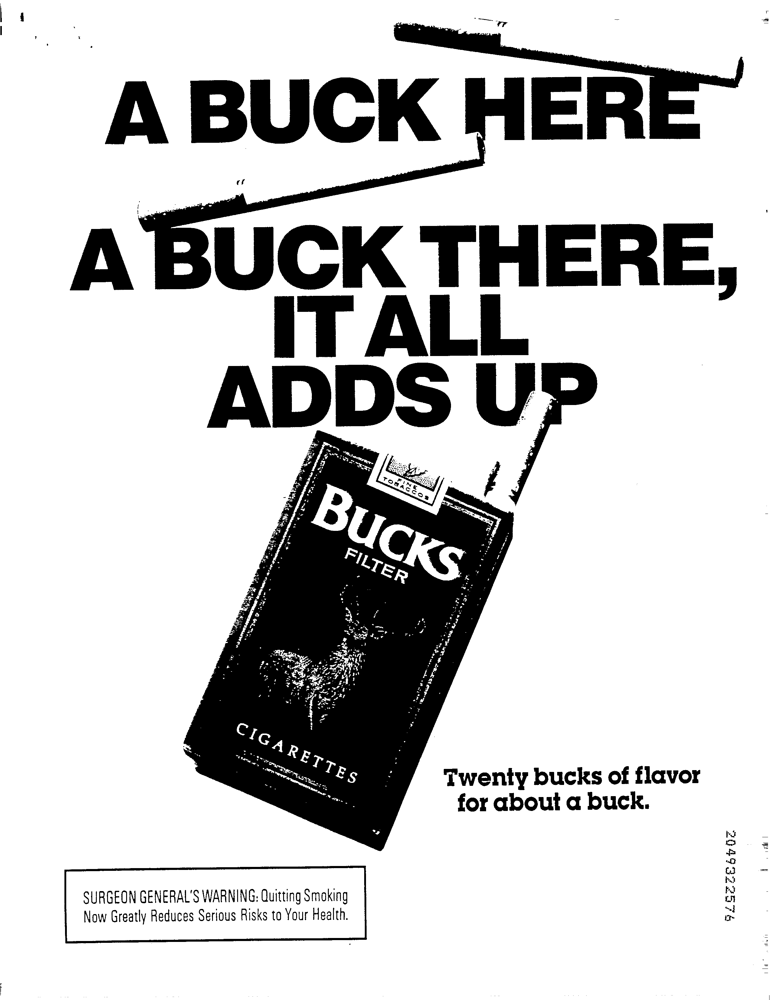 A BUCK HERE
A BUCK THERE,
IT ALL
ADDS UP
FINE
TOBACCOS
BUCKS
FILTER
CIGARETTES
Twenty bucks of flavor
for about a buck.
SURGEON GENERAL'S WARNING: Quitting Smoking
Now Greatly Reduces Serious Risks to Your Health.
2049322576